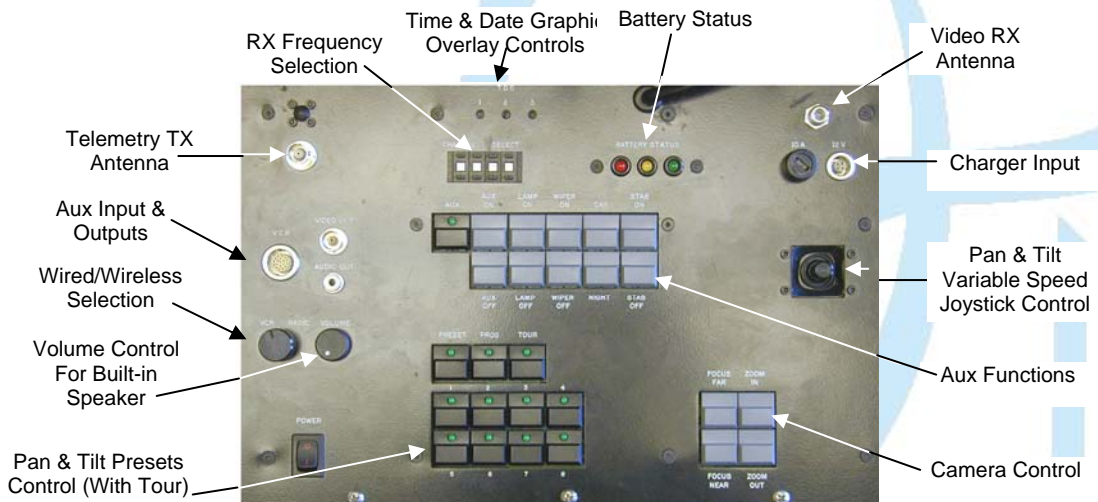 Time & Date Graphic
Overlay Controls
Battery Status
RX Frequency
Selection
Video RX
Antenna
Telemetry TX
Antenna
Charger Input
Aux Input &
Outputs
Wired/Wireless
Selection
Pan & Tilt
Variable Speed
Joystick Control
Volume Control
For Built-in
Speaker
Aux Functions
Pan & Tilt Presets
Control (With Tour)
Camera Control
SELECT
BATTERY STATUS
10A
12V
AUX
AUX
ON
LAMP
ON
WIPER
ON
DAY
STAB
ON
VCR
VIDEO OUT
AUDIO OUT
AUX
OFF
LAMP
OFF
WIPER
OFF
NIGHT
STAB
OFF
VCR
VOLUME
PRESET
PROG
TOUR
1 2 3 4
5 6 7 8
POWER
FOCUS
FAR
ZOOM
IN
FOCUS
NEAR
ZOOM
OUT